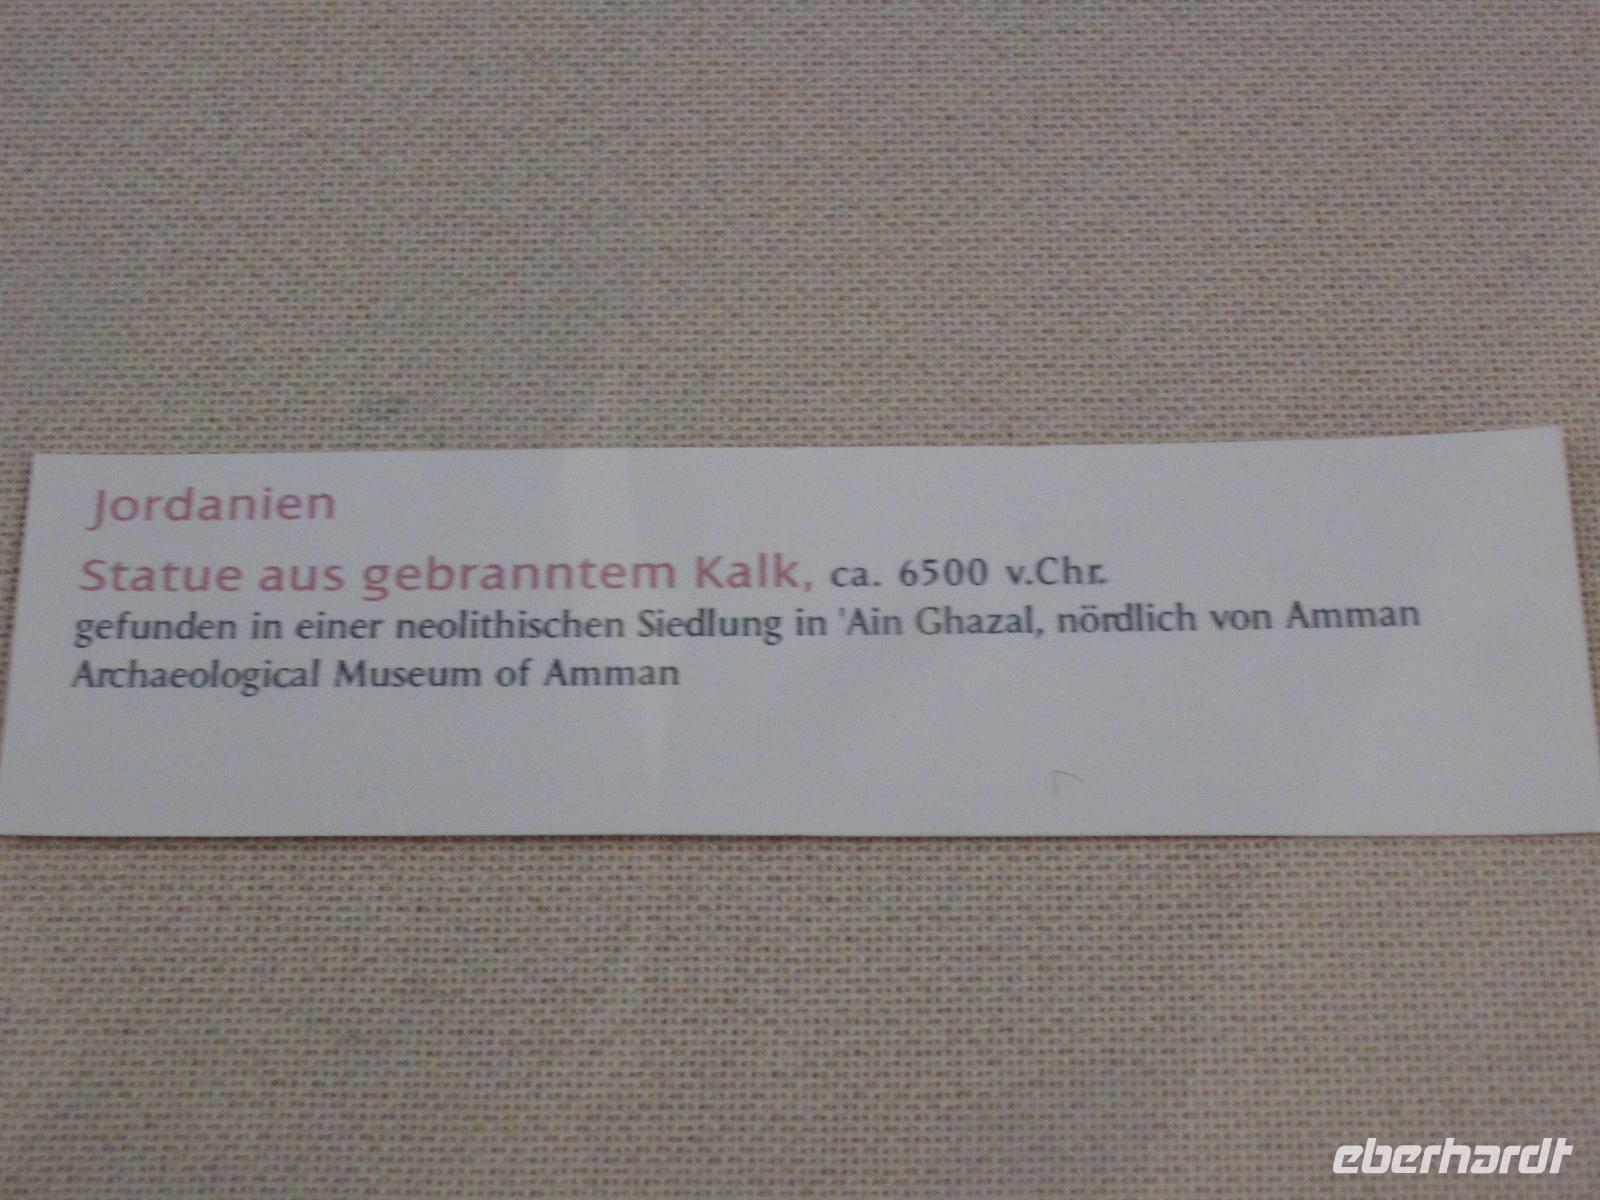 Jordanien
Statue aus gebranntem Kalk, ca. 6500 v.Chr.
gefunden in einer neolithischen Siedlung in 'Ain Ghazal, nördlich von Amman
Archaeological Museum of Amman
eberhardt